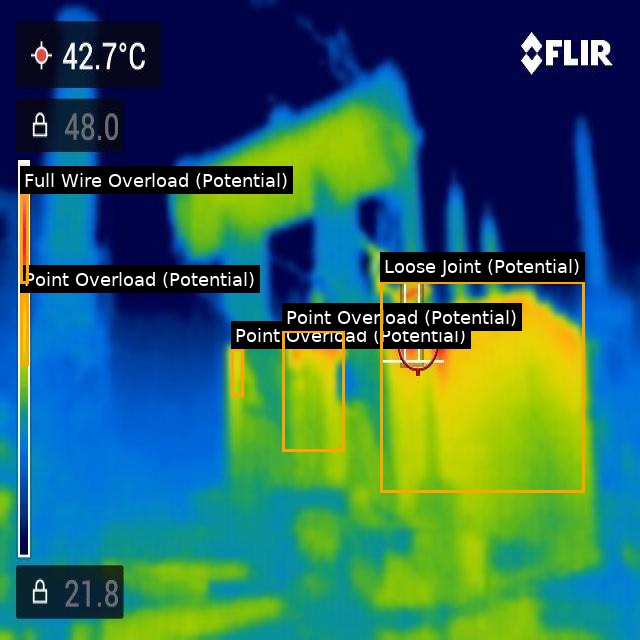 42.7°C
FLIR
48.0
Full Wire Overload (Potential)
Loose Joint (Potential)
Point Overload (Potential)
Point Overload (Potential)
Point Overload (Potential)
21.8